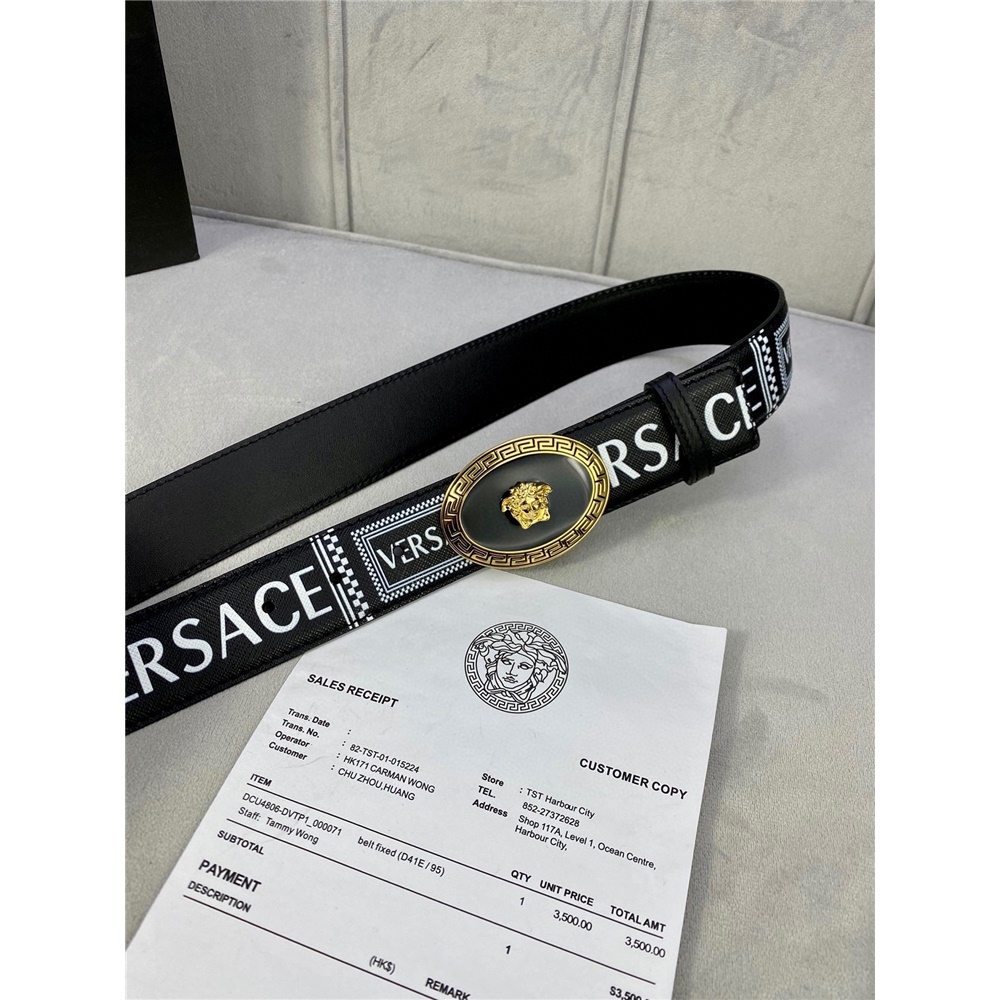 VERSACE
VERS
ERSACE
SALES RECEIPT
CUSTOMER COPY
Trans. Date :
Trans. No. : 82-TST-01-015224
Operator : HK171 CARMAN WONG
Customer : CHU ZHOU,HUANG
Store : TST Harbour City
TEL. 852-27372628
Address Shop 117A, Level 1, Ocean Centre,
Harbour City,
ITEM QTY UNIT PRICE TOTAL AMT
DCU4806-DVTP1_000071 belt fixed (D41E / 95) 1 3,500.00 3,500.00
Staff: Tammy Wong
SUBTOTAL 1 $3,500
PAYMENT
DESCRIPTION (HK$) REMARK